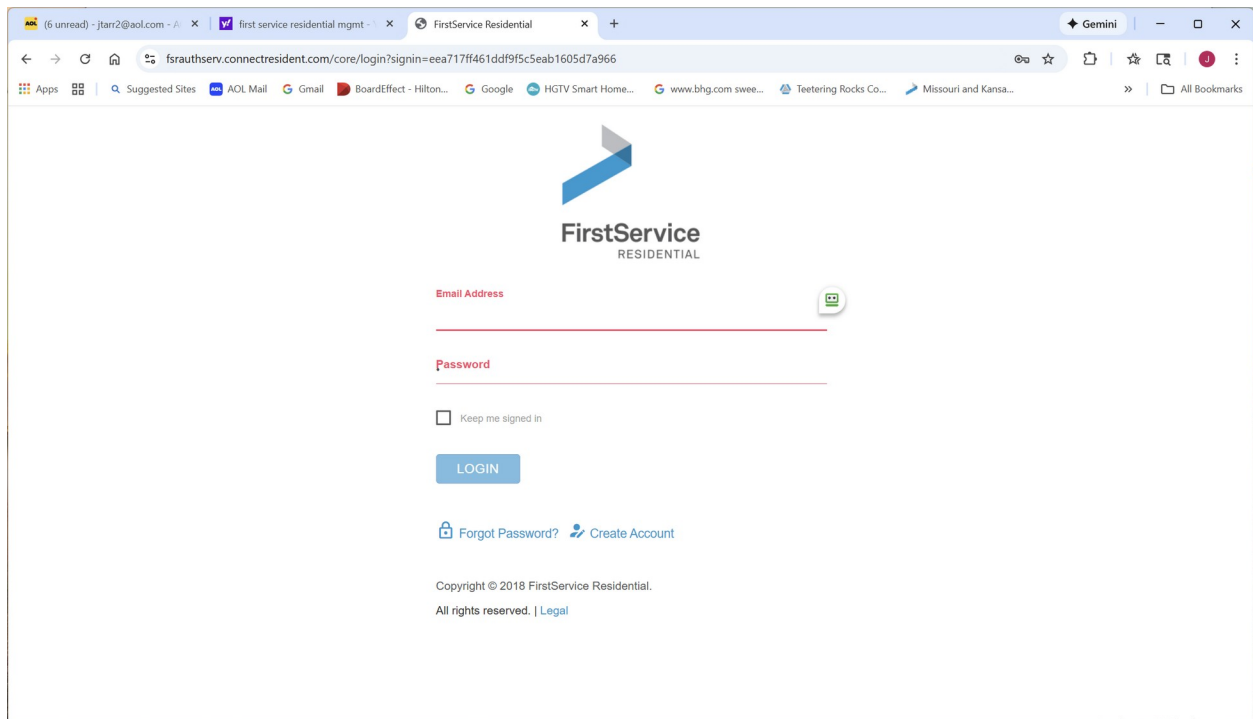 AOL (6 unread) - jtarr2@aol.com - A
y! first service residential mgmt -
FirstService Residential
Gemini
fsrauthserv.connectresident.com/core/login?signin=eea717ff461ddf9f5c5eab1605d7a966
J
Apps
Suggested Sites
AOL AOL Mail
G Gmail
BoardEffect - Hilton...
G Google
HGTV Smart Home...
G www.bhg.com swee...
Teetering Rocks Co...
Missouri and Kansa...
»
All Bookmarks
FirstService
RESIDENTIAL
Email Address
Password
Keep me signed in
LOGIN
Forgot Password? Create Account
Copyright © 2018 FirstService Residential.
All rights reserved. | Legal